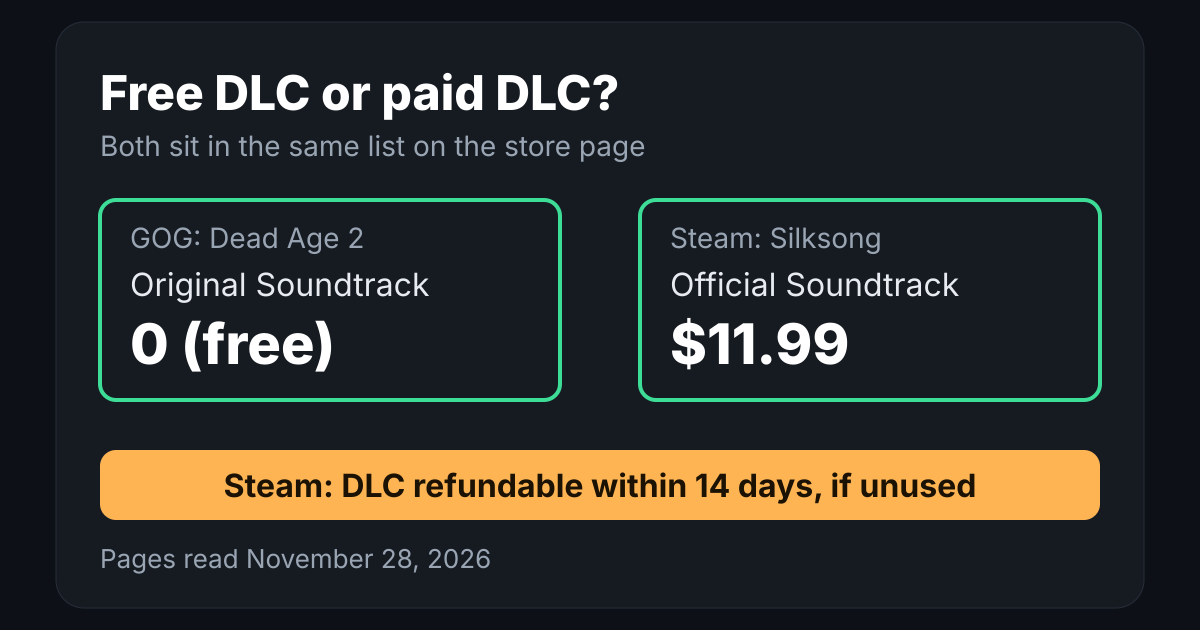 Free DLC or paid DLC?
Both sit in the same list on the store page
GOG: Dead Age 2
Original Soundtrack
0 (free)
Steam: Silksong
Official Soundtrack
$11.99
Steam: DLC refundable within 14 days, if unused
Pages read November 28, 2026